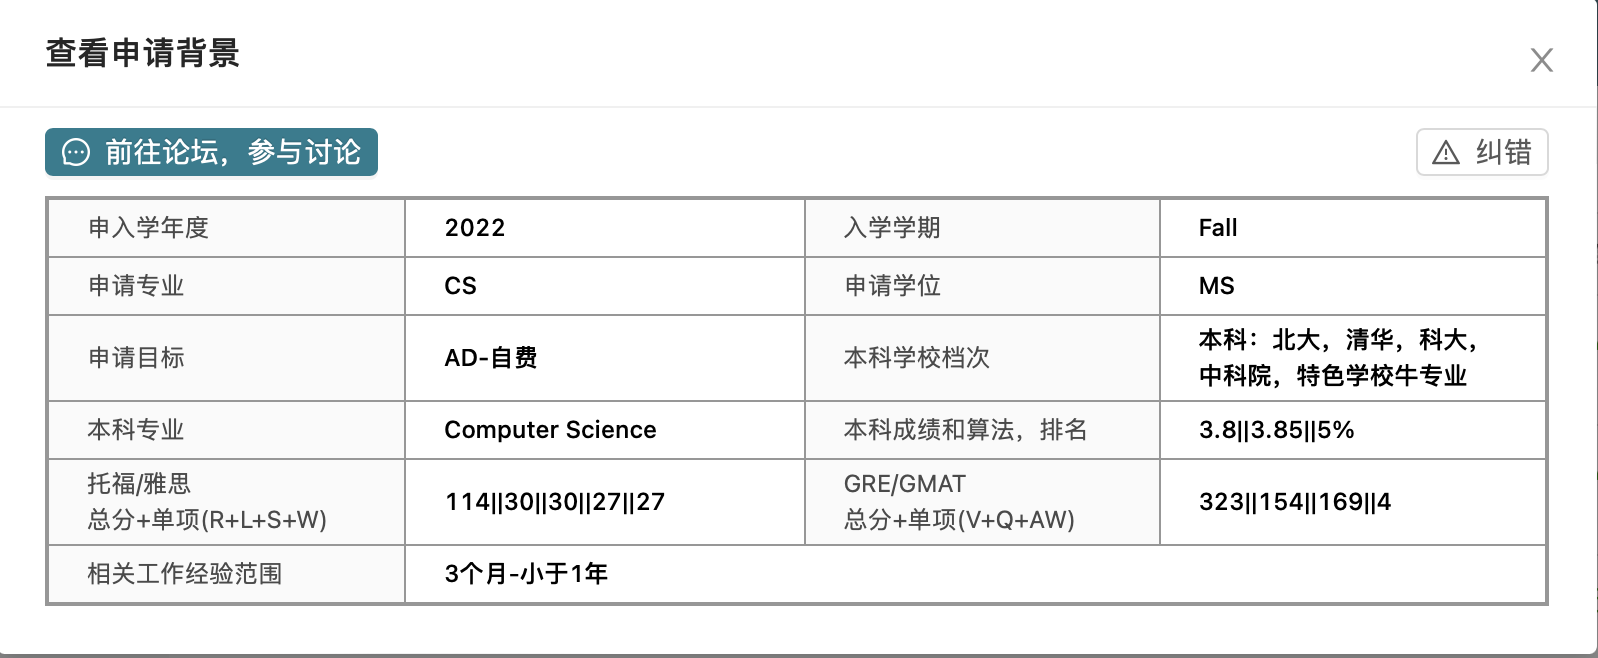 查看申请背景
前往论坛，参与讨论
纠错
申入学年度 2022 入学学期 Fall
申请专业 CS 申请学位 MS
申请目标 AD-自费 本科学校档次 本科：北大，清华，科大，
中科院，特色学校牛专业
本科专业 Computer Science 本科成绩和算法，排名 3.8||3.85||5%
托福/雅思
总分+单项(R+L+S+W) 114||30||30||27||27
GRE/GMAT
总分+单项(V+Q+AW) 323||154||169||4
相关工作经验范围 3个月-小于1年